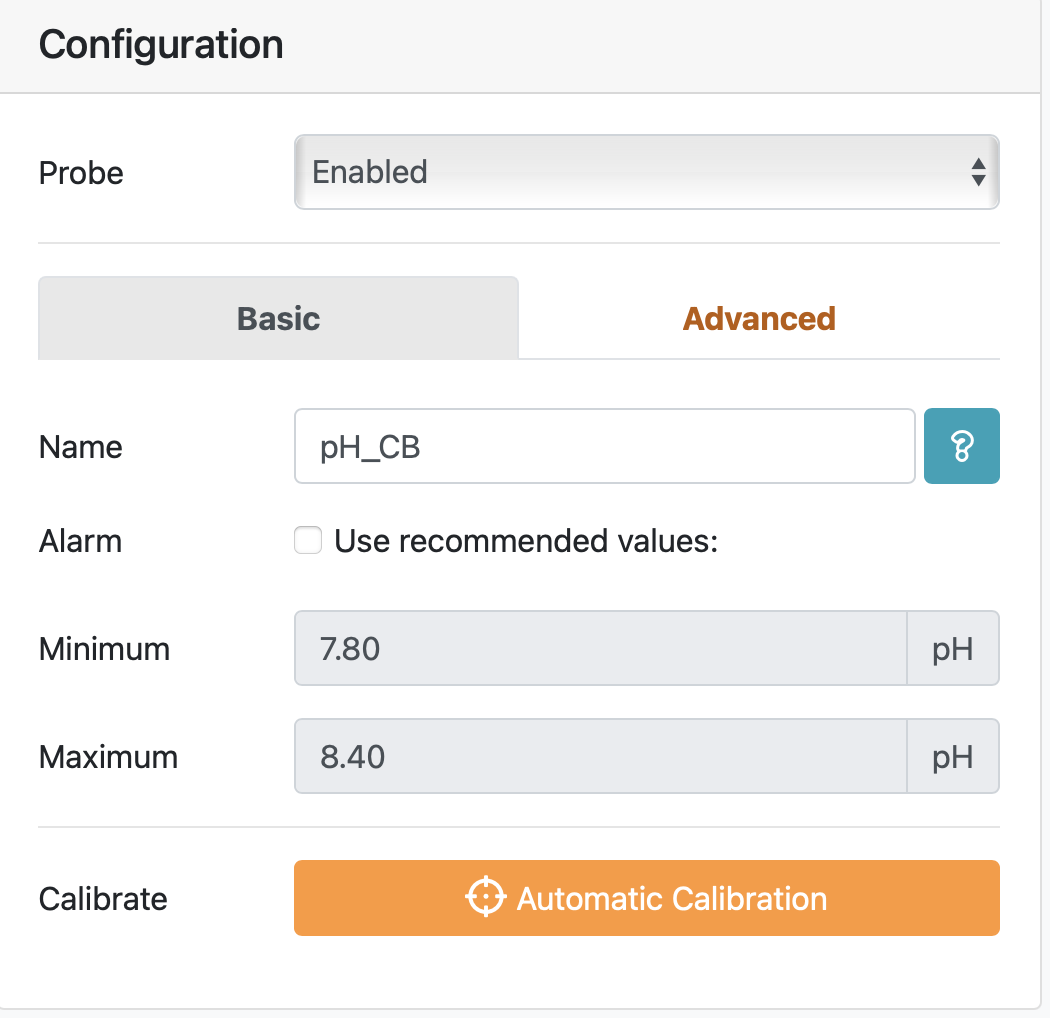 Configuration
Probe Enabled
Basic Advanced
Name pH_CB ?
Alarm Use recommended values:
Minimum 7.80 pH
Maximum 8.40 pH
Calibrate Automatic Calibration